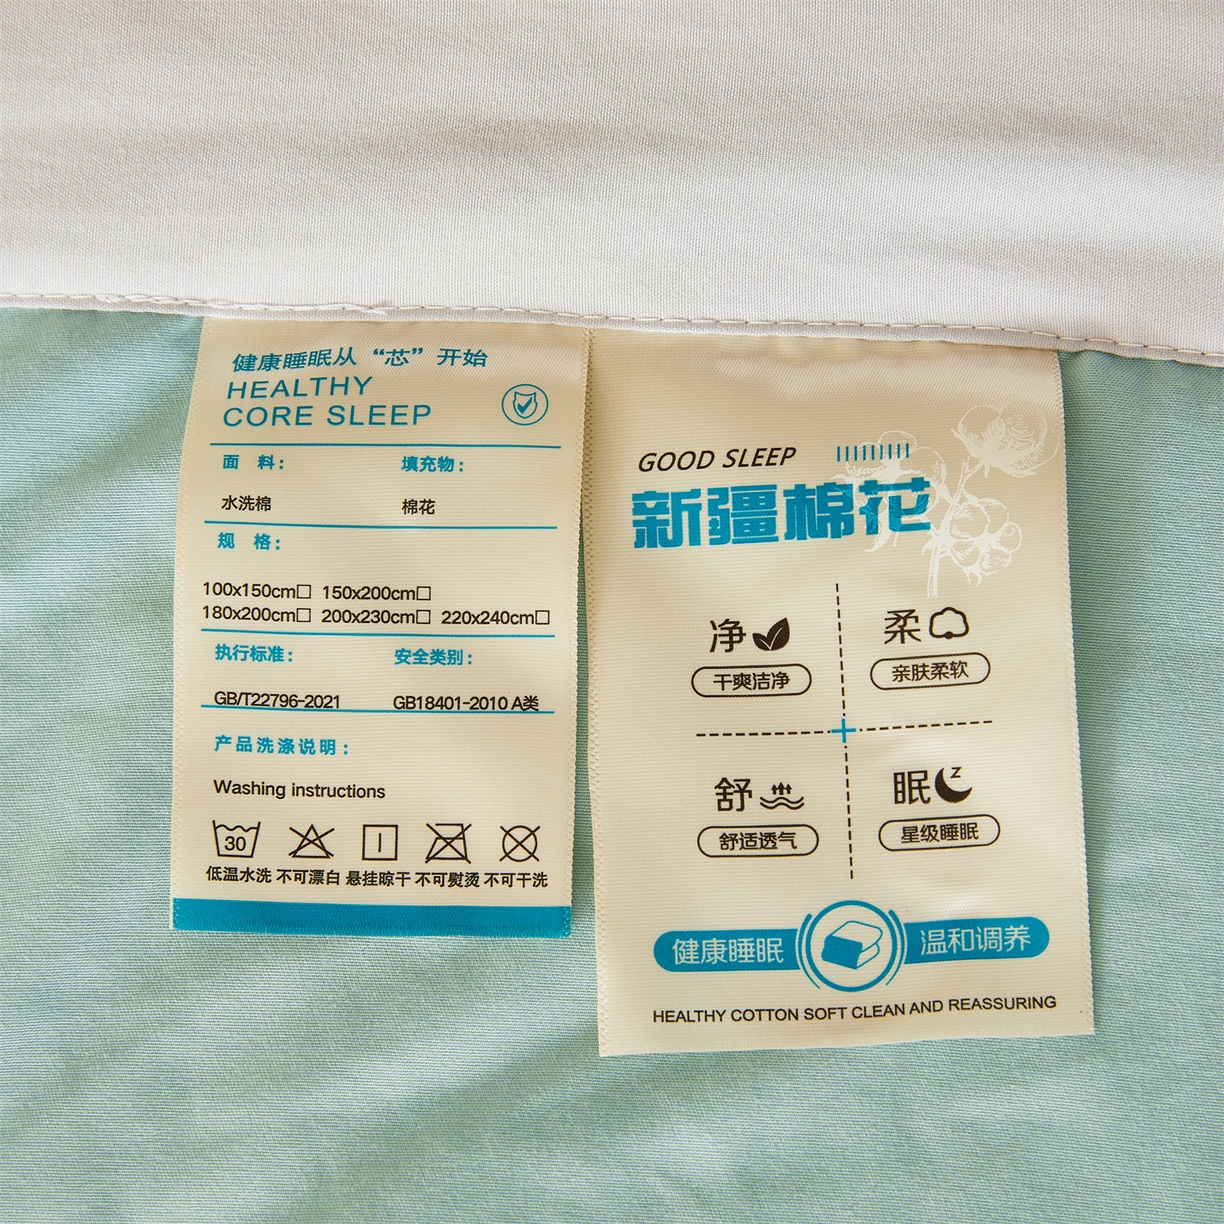 健康睡眠从“芯”开始
HEALTHY
CORE SLEEP
面 料: 填充物:
水洗棉 棉花
规 格:
100x150cm□ 150x200cm□
180x200cm□ 200x230cm□ 220x240cm□
执行标准: 安全类别:
GB/T22796-2021 GB18401-2010 A类
产品洗涤说明:
Washing instructions
30
低温水洗 不可漂白 悬挂晾干 不可熨烫 不可干洗
GOOD SLEEP
新疆棉花
净 柔
干爽洁净 亲肤柔软
舒 眠 z
舒适透气 星级睡眠
健康睡眠 温和调养
HEALTHY COTTON SOFT CLEAN AND REASSURING